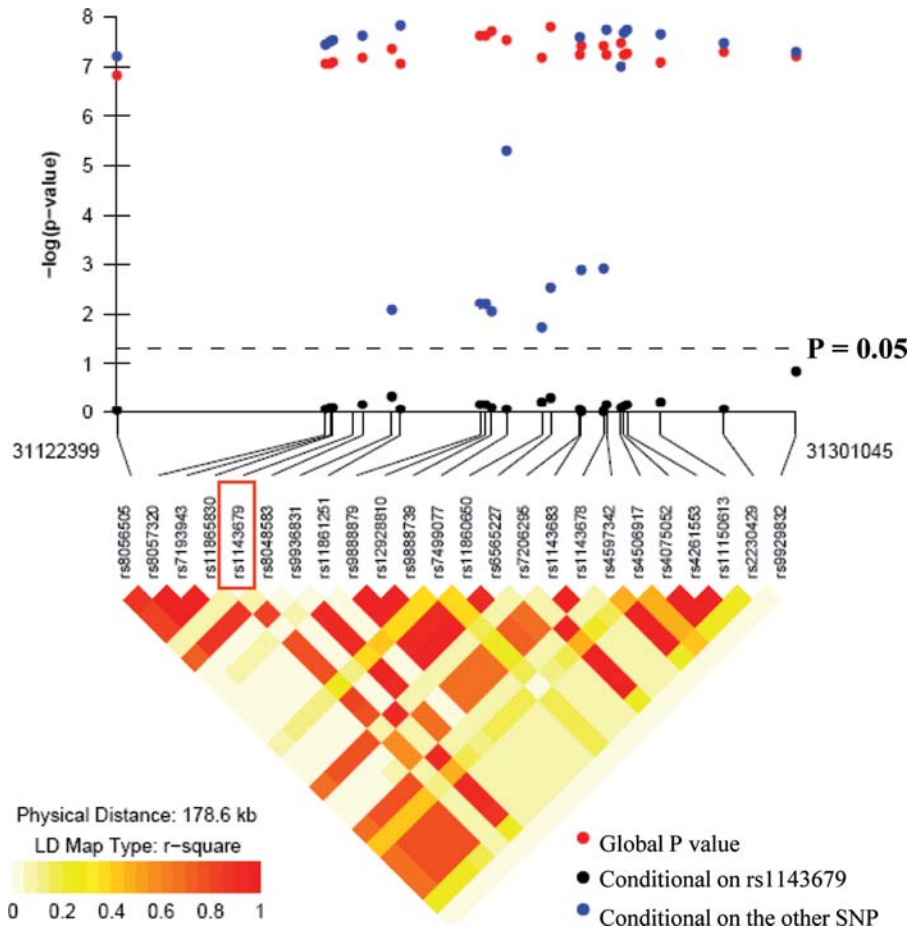 8
7
6
5
4
3
2
1
0
-log(p-value)
P = 0.05
31122399
31301045
rs8056505
rs8057320
rs7193943
rs11865830
rs1143679
rs8048583
rs9936831
rs11861251
rs9888879
rs12928810
rs9888739
rs7499077
rs11860650
rs6565227
rs7206295
rs1143683
rs1143678
rs4597342
rs4506917
rs4075052
rs4261553
rs11150613
rs2230429
rs9929832
Physical Distance: 178.6 kb
LD Map Type: r-square
0 0.2 0.4 0.6 0.8 1
Global P value
Conditional on rs1143679
Conditional on the other SNP